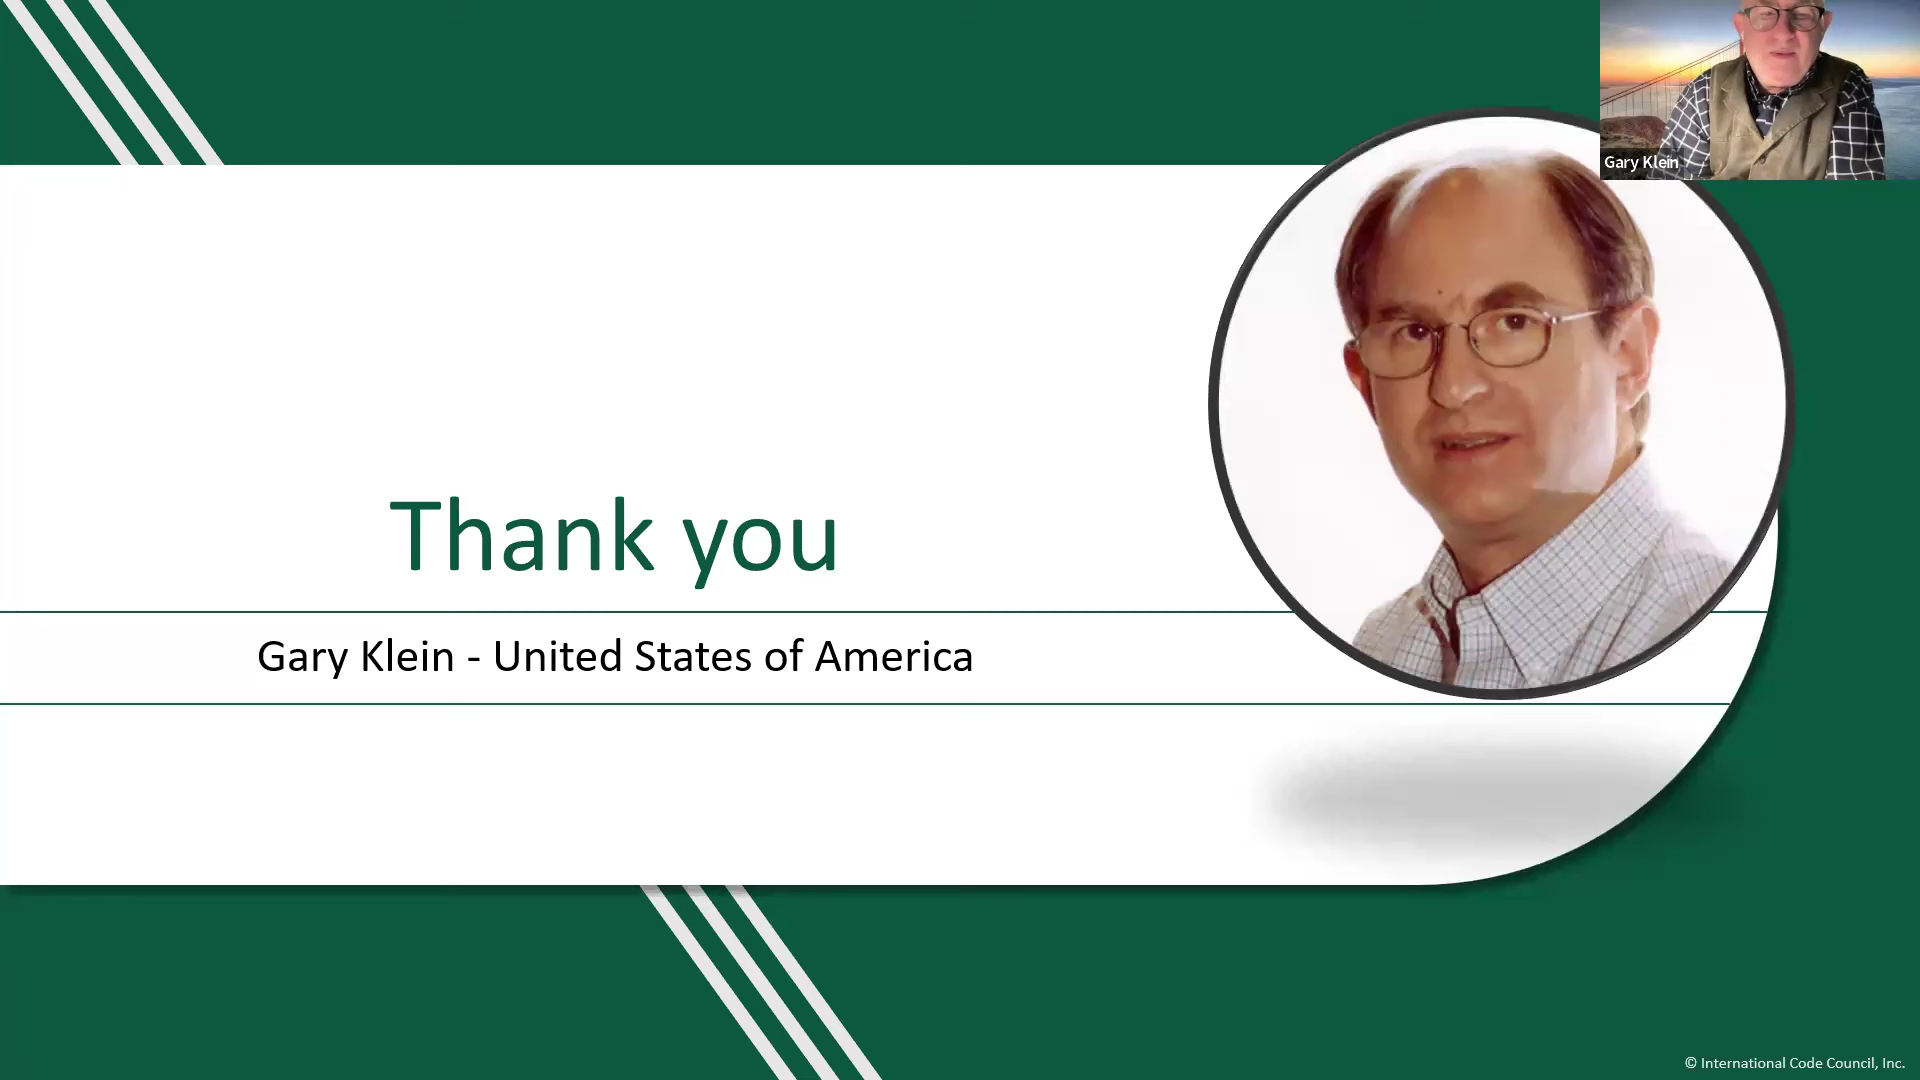 Gary Klein
Thank you
Gary Klein - United States of America
© International Code Council, Inc.